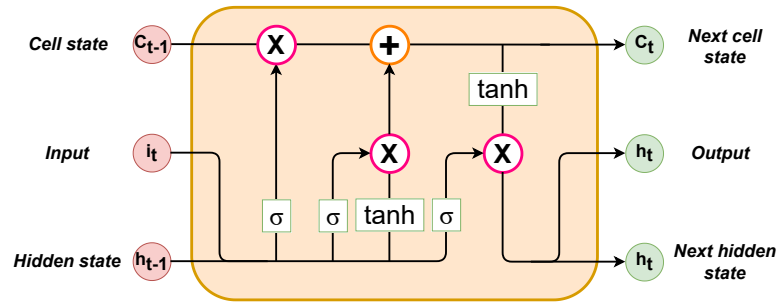 Cell state
Ct-1
X
+
Ct
Next cell
state
tanh
Input
it
X
X
ht
Output
σ
σ
tanh
σ
Hidden state
ht-1
ht
Next hidden
state